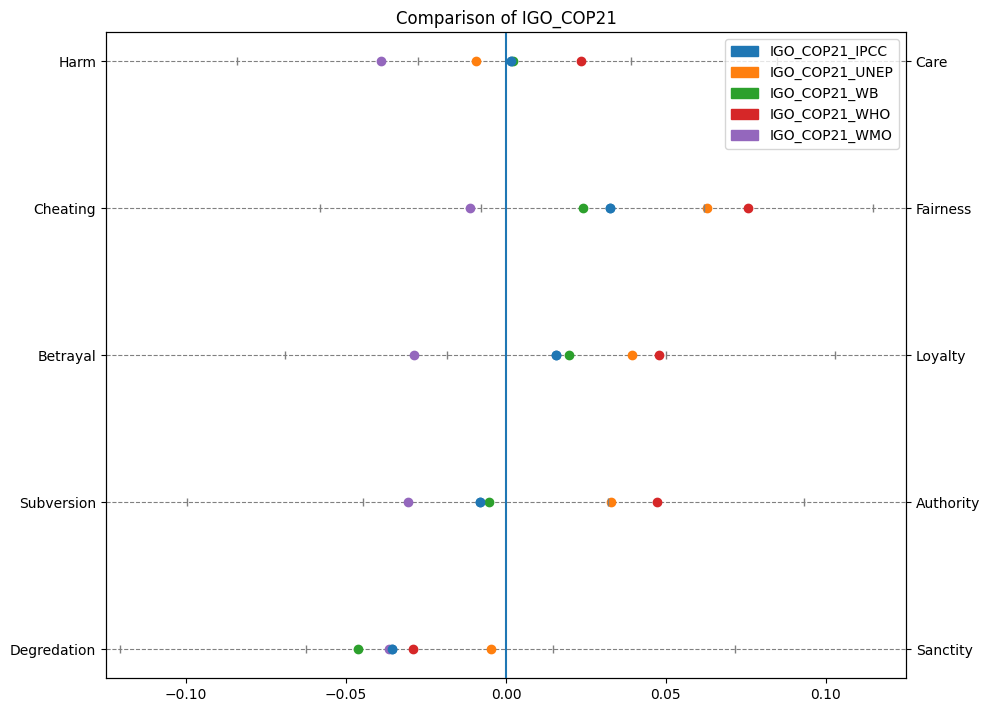 Comparison of IGO_COP21
IGO_COP21_IPCC
IGO_COP21_UNEP
IGO_COP21_WB
IGO_COP21_WHO
IGO_COP21_WMO
Harm
Care
Cheating
Fairness
Betrayal
Loyalty
Subversion
Authority
Degredation
Sanctity
−0.10
−0.05
0.00
0.05
0.10